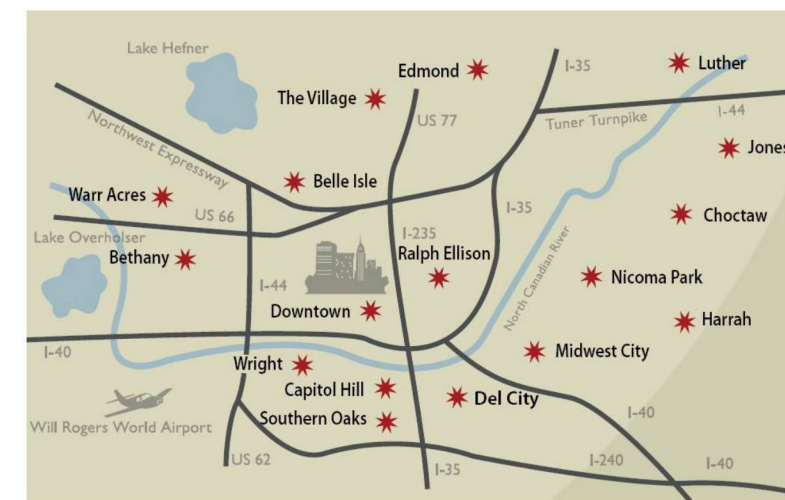 Lake Hefner
Edmond
I-35
Luther
The Village
US 77
I-44
Tuner Turnpike
Northwest Expressway
Jones
Belle Isle
Warr Acres
I-35
US 66
Choctaw
Lake Overholser
I-235
Ralph Ellison
Bethany
North Canadian River
Nicoma Park
I-44
Downtown
Harrah
I-40
Midwest City
Wright
Capitol Hill
Del City
Will Rogers World Airport
Southern Oaks
I-40
US 62
I-35
I-240
I-40